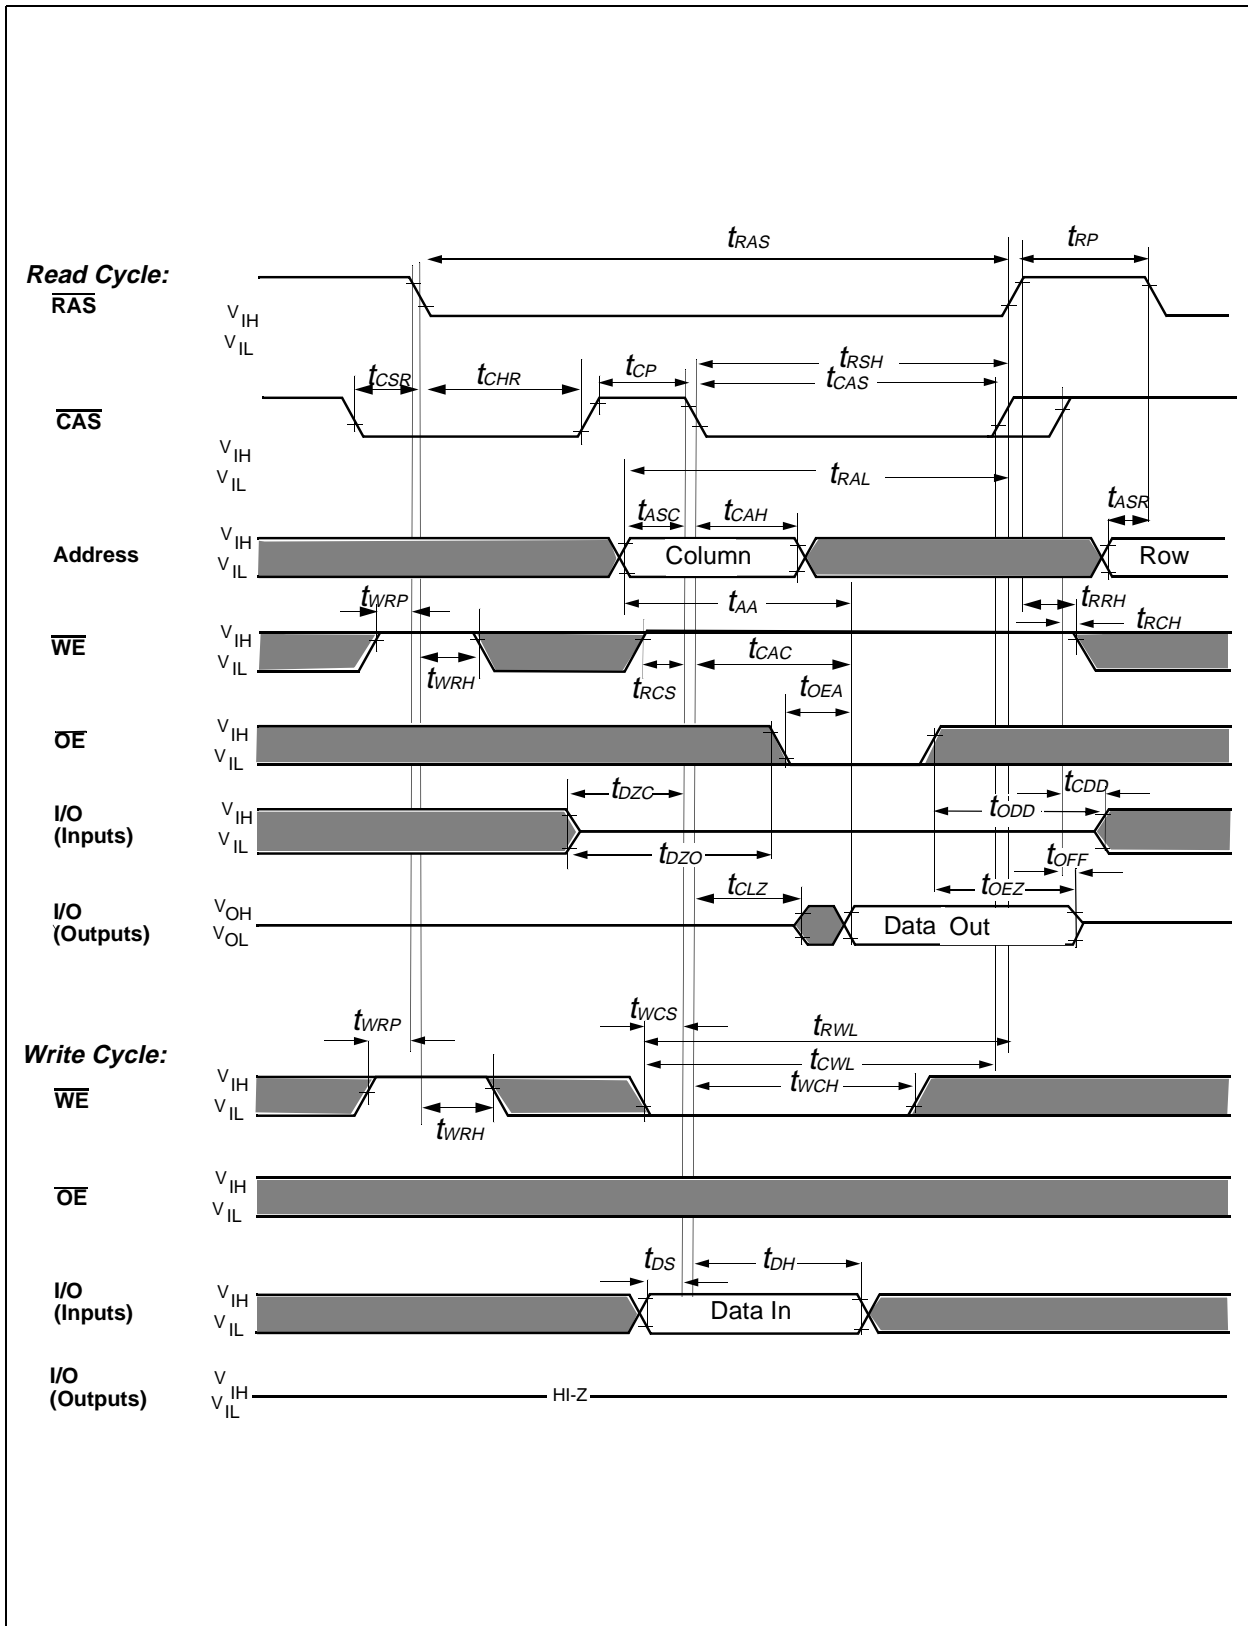 tRAS
tRP
Read Cycle:
RAS
VIH
VIL
tRSH
tCSR
tCHR
tCP
tCAS
CAS
VIH
VIL
tRAL
tASC
tCAH
tASR
Address
VIH
VIL
Column
Row
tWRP
tAA
tRRH
tRCH
WE
VIH
VIL
tWRH
tRCS
tCAC
tOEA
OE
VIH
VIL
tDZC
tCDD
tODD
I/O
(Inputs)
VIH
VIL
tDZO
tOFF
tCLZ
tOEZ
I/O
(Outputs)
VOH
VOL
Data Out
tWCS
tWRP
tRWL
Write Cycle:
tCWL
tWCH
WE
VIH
VIL
tWRH
OE
VIH
VIL
tDS
tDH
I/O
(Inputs)
VIH
VIL
Data In
I/O
(Outputs)
VIH
VIL
HI-Z